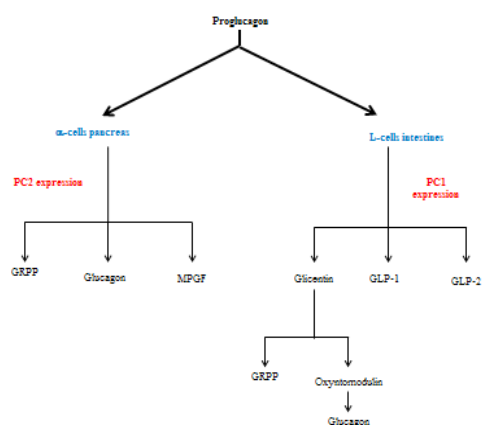 Proglucagon
α-cells pancreas
L-cells intestines
PC2 expression
PC1
expression
GRPP
Glucagon
MPGF
Glicentin
GLP-1
GLP-2
GRPP
Oxyntomodulin
Glucagon